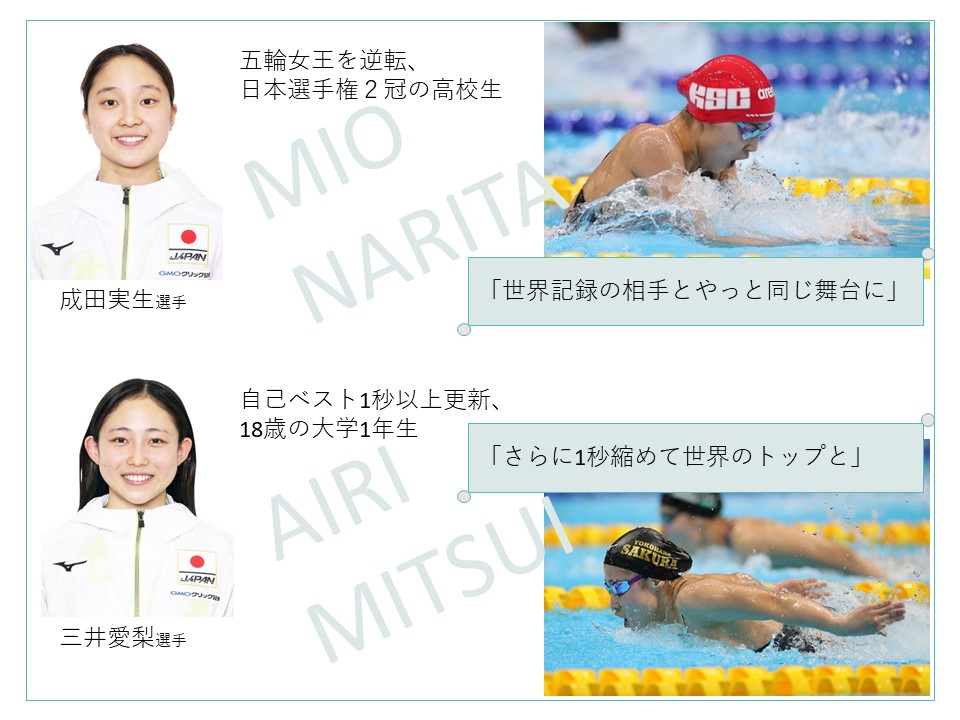 五輪女王を逆転、
日本選手権２冠の高校生
MIO
NARITA
KSC
arena
JAPAN
GMOクリック証券
成田実生選手
「世界記録の相手とやっと同じ舞台に」
自己ベスト1秒以上更新、
18歳の大学1年生
「さらに1秒縮めて世界のトップと」
AIRI
MITSUI
YOKOHAMA
SAKURA
JAPAN
GMOクリック証券
三井愛梨選手